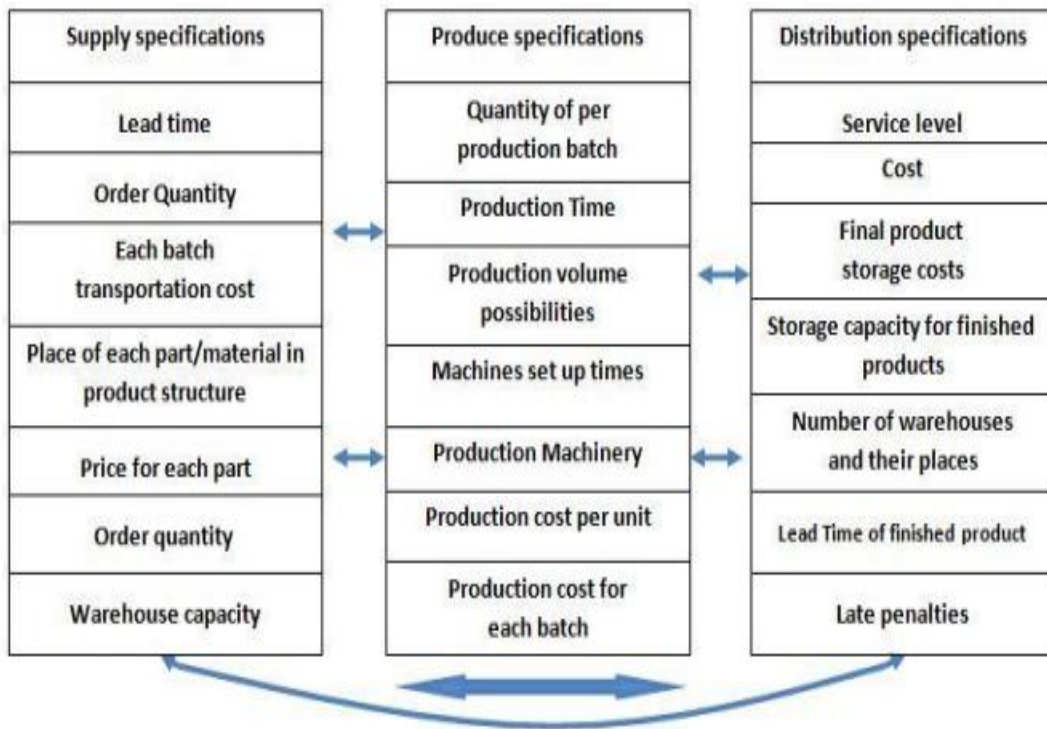 Supply specifications
Lead time
Order Quantity
Each batch
transportation cost
Place of each part/material in
product structure
Price for each part
Order quantity
Warehouse capacity
Produce specifications
Quantity of per
production batch
Production Time
Production volume
possibilities
Machines set up times
Production Machinery
Production cost per unit
Production cost for
each batch
Distribution specifications
Service level
Cost
Final product
storage costs
Storage capacity for finished
products
Number of warehouses
and their places
Lead Time of finished product
Late penalties